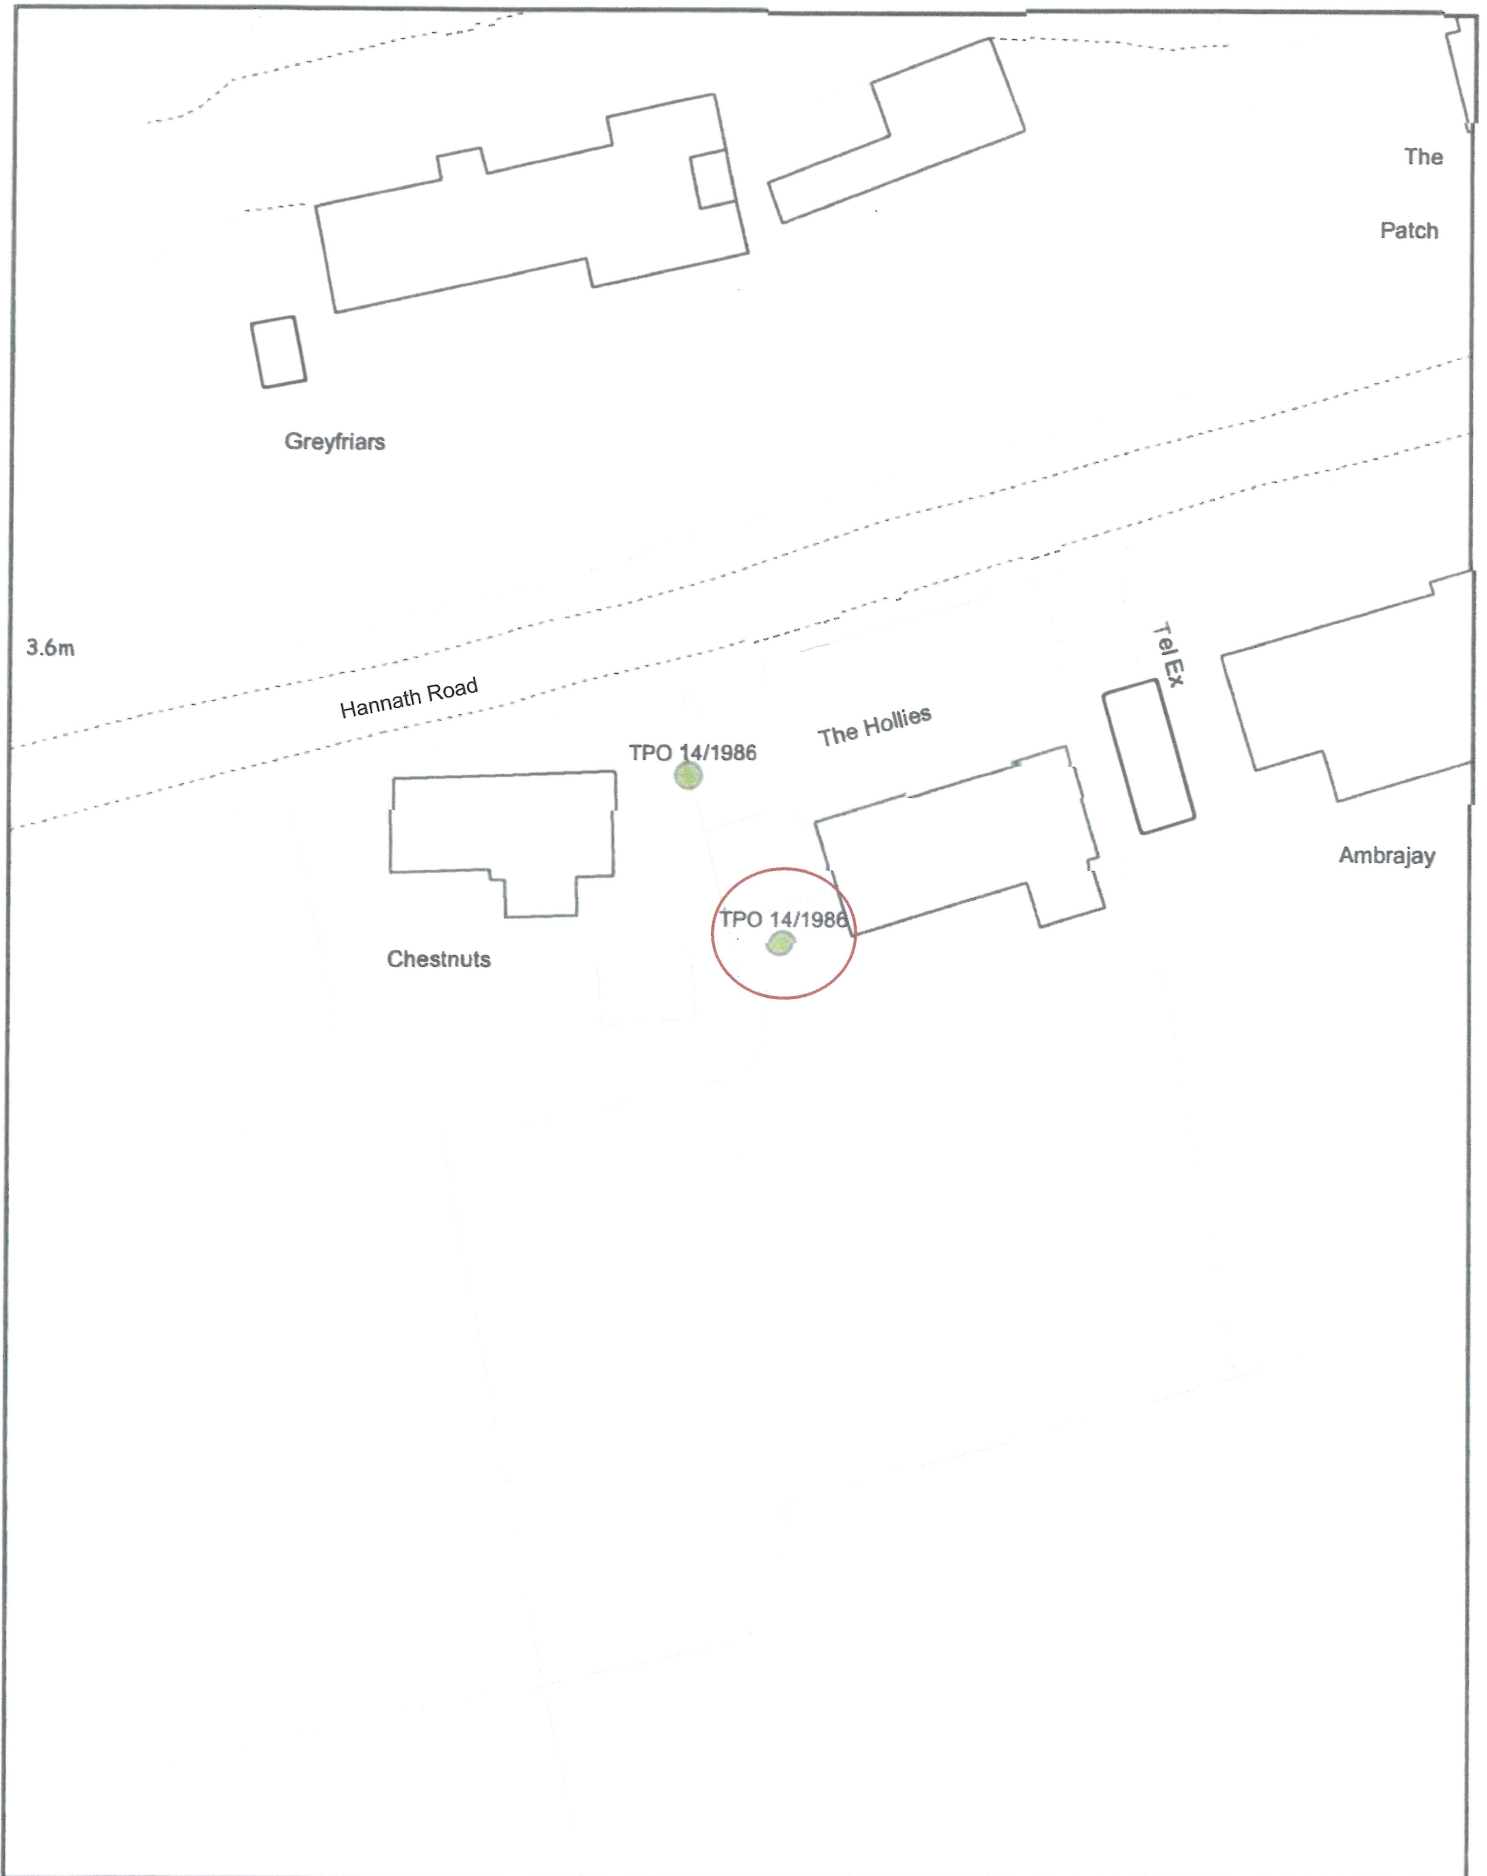 The
Patch
Greyfriars
3.6m
Hannath Road
Tel Ex
The Hollies
TPO 14/1986
Ambrajay
TPO 14/1986
Chestnuts